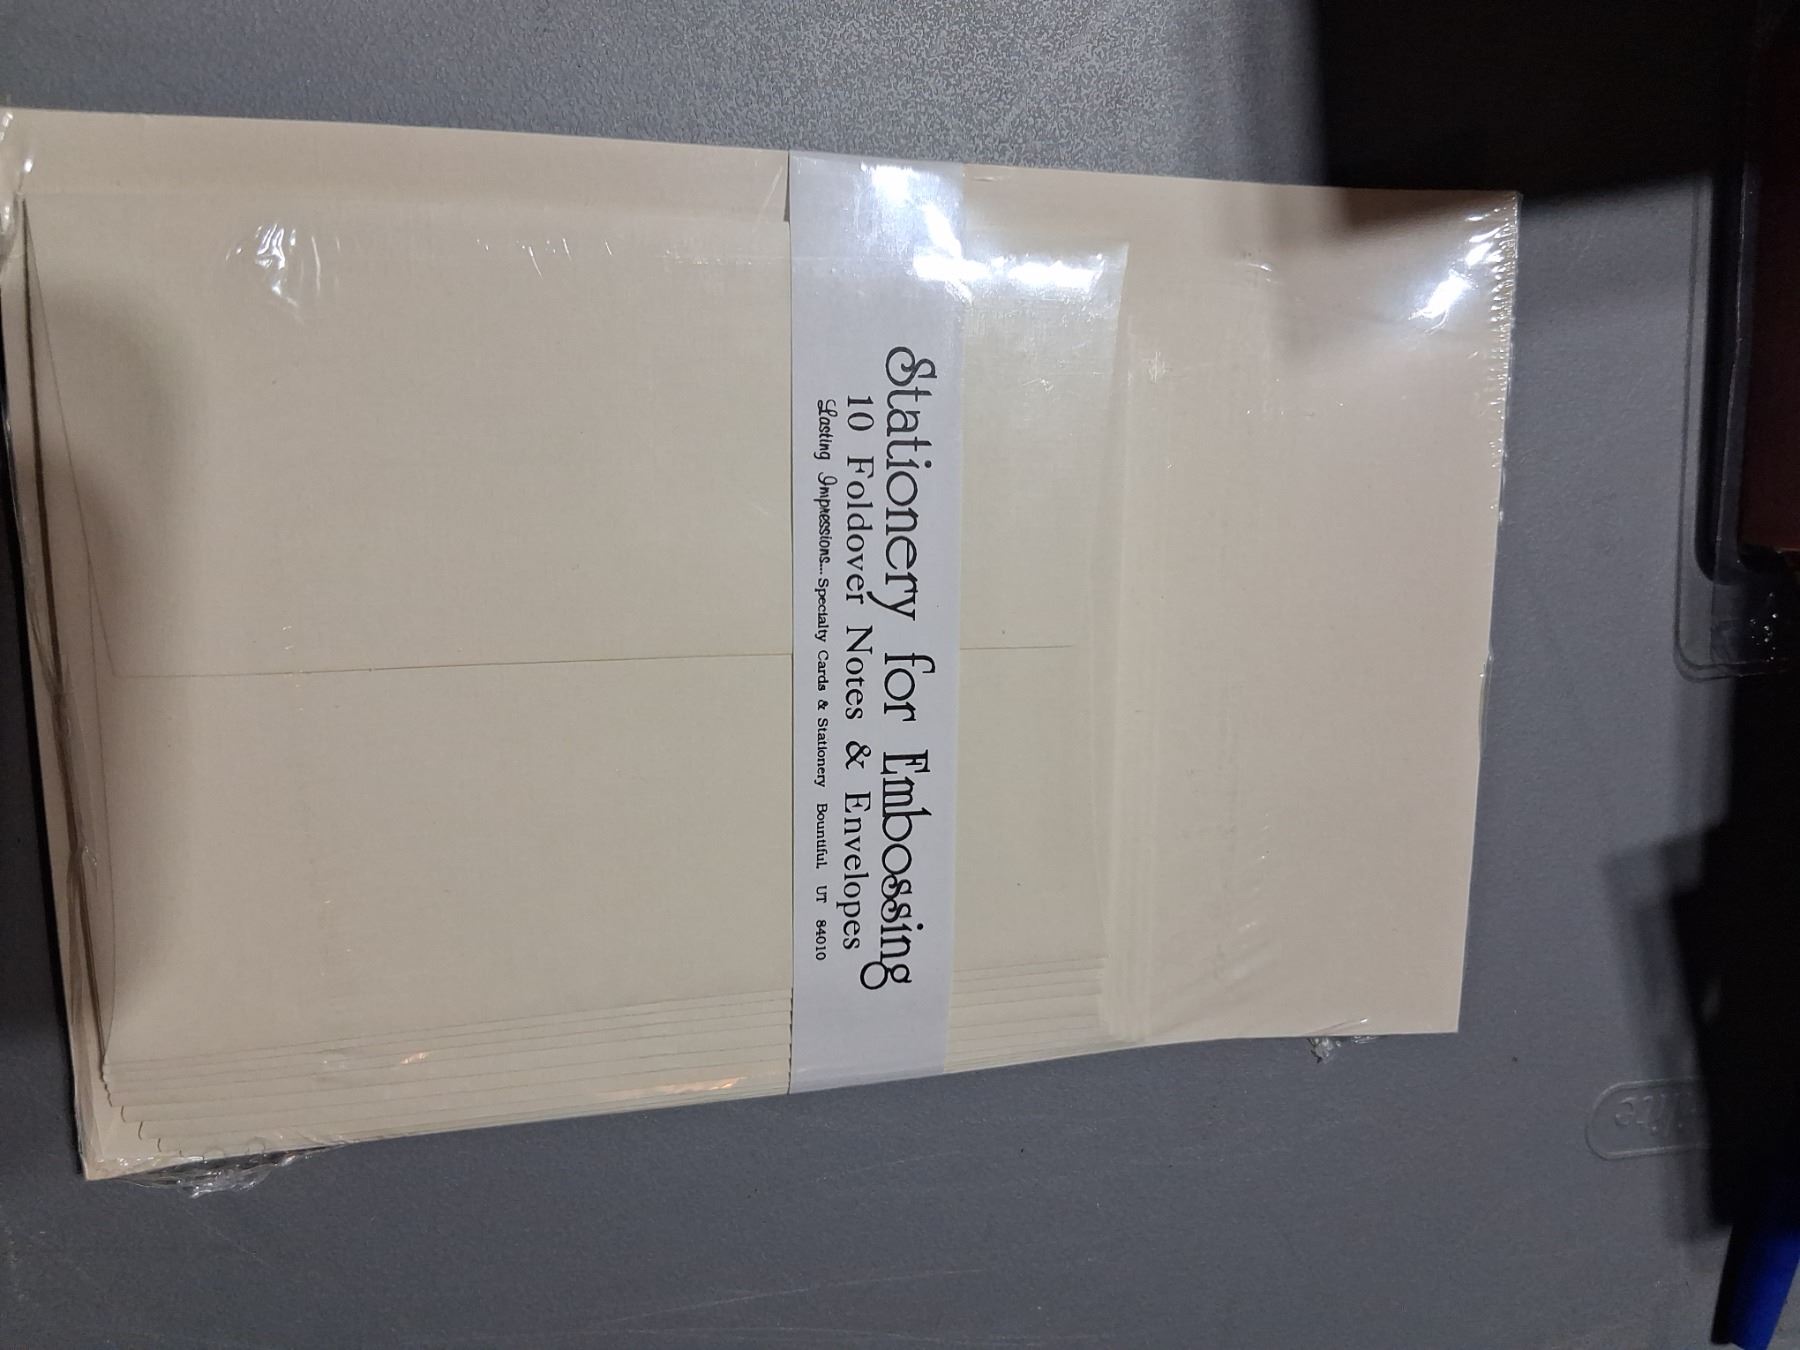 Stationery for Embossing
10 Foldover Notes & Envelopes
Lasting Impressions... Specialty Cards & Stationery Bountiful, UT 84010